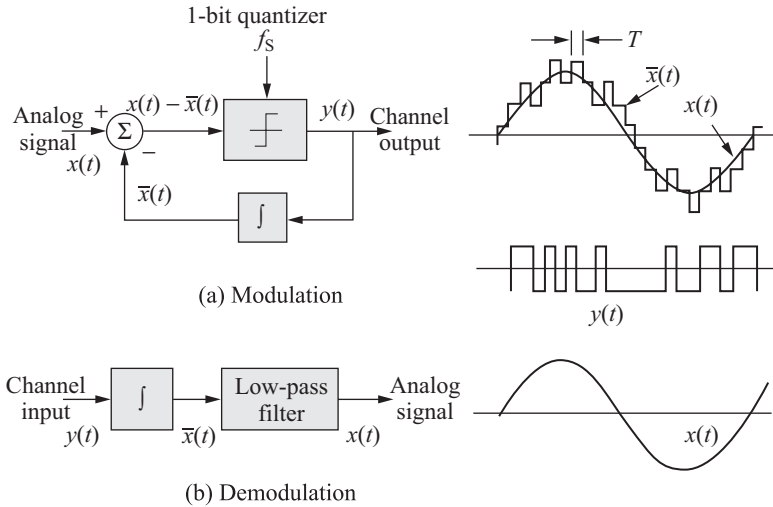 1-bit quantizer
f_S
T
x̅(t)
x(t)
Analog
signal
x(t)
+
Σ
−
x(t) − x̅(t)
y(t)
Channel
output
x̅(t)
∫
(a) Modulation
y(t)
Channel
input
y(t)
∫
x̅(t)
Low-pass
filter
x(t)
Analog
signal
x(t)
(b) Demodulation